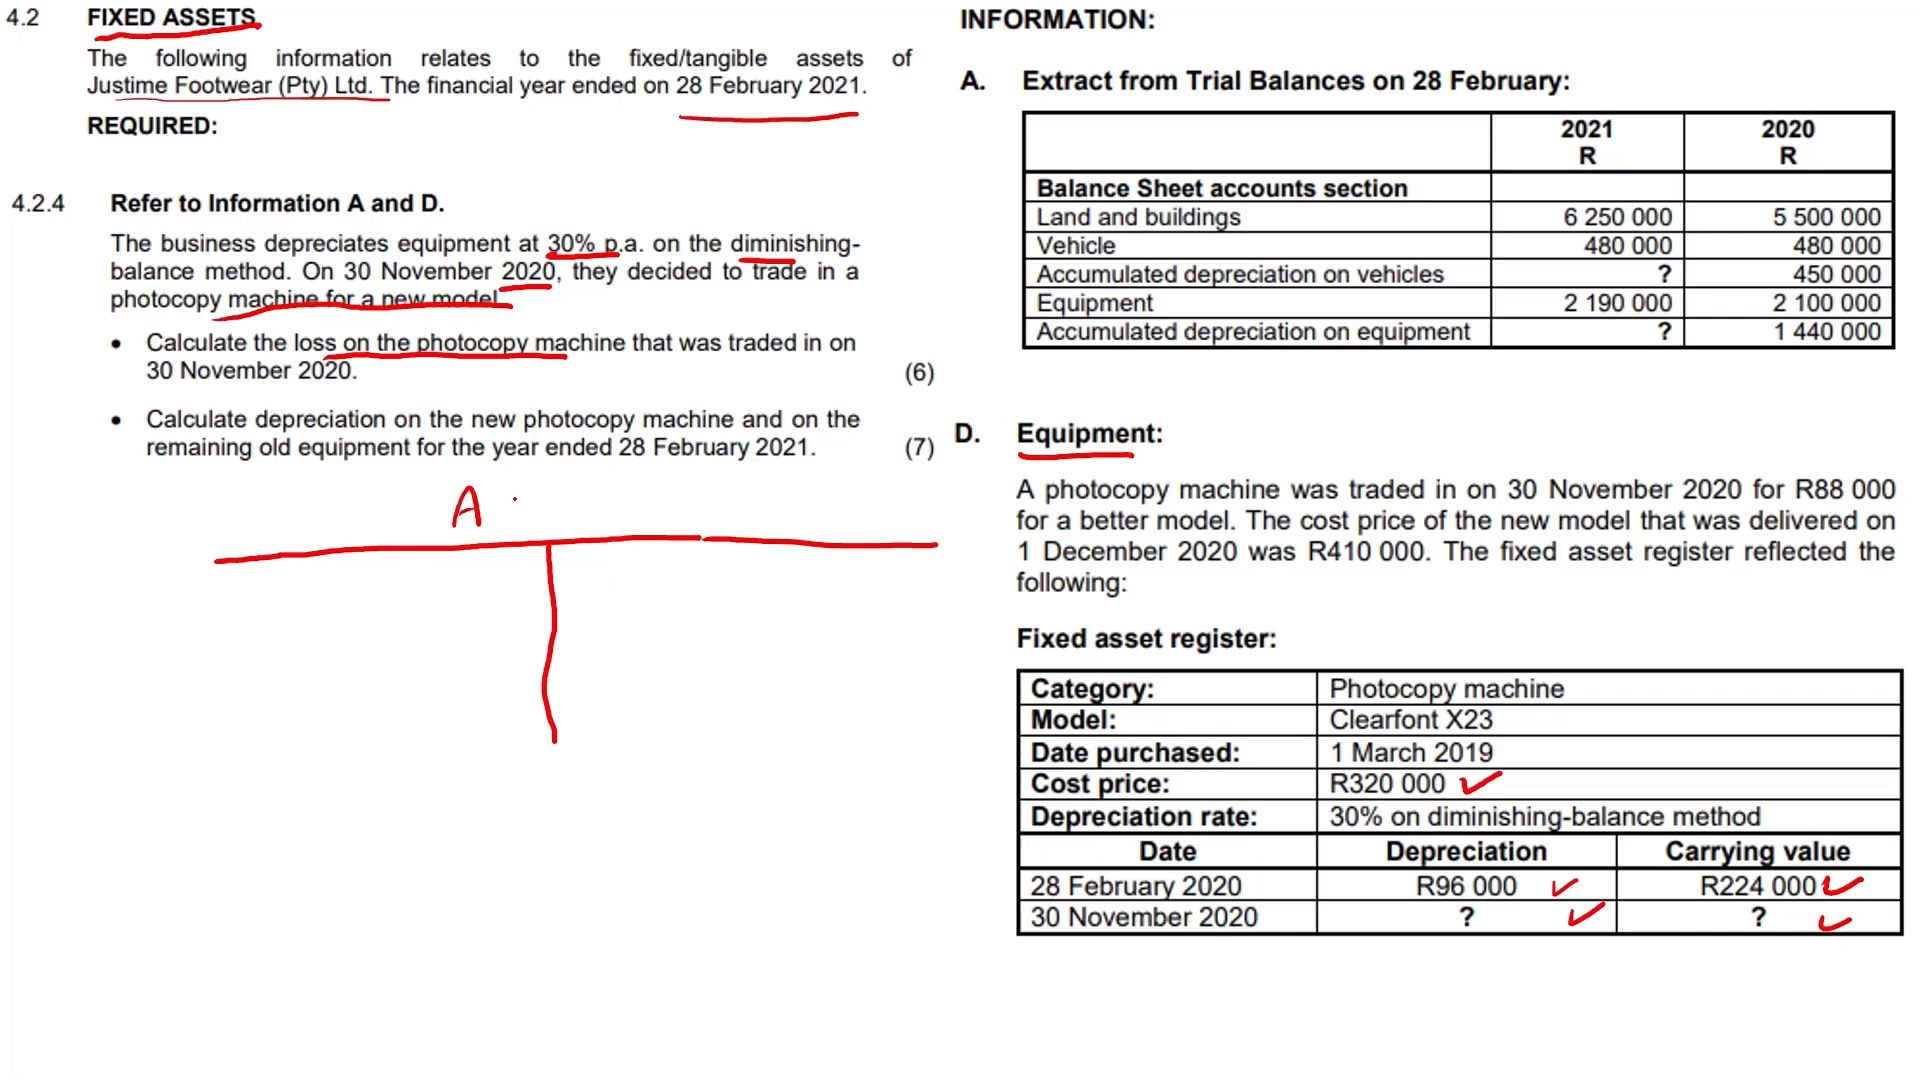 4.2 FIXED ASSETS
The following information relates to the fixed/tangible assets of
Justime Footwear (Pty) Ltd. The financial year ended on 28 February 2021.
REQUIRED:
4.2.4 Refer to Information A and D.
The business depreciates equipment at 30% p.a. on the diminishing-
balance method. On 30 November 2020, they decided to trade in a
photocopy machine for a new model.
• Calculate the loss on the photocopy machine that was traded in on
30 November 2020. (6)
• Calculate depreciation on the new photocopy machine and on the
remaining old equipment for the year ended 28 February 2021. (7)
A
INFORMATION:
A. Extract from Trial Balances on 28 February:
2021 2020
R R
Balance Sheet accounts section
Land and buildings 6 250 000 5 500 000
Vehicle 480 000 480 000
Accumulated depreciation on vehicles ? 450 000
Equipment 2 190 000 2 100 000
Accumulated depreciation on equipment ? 1 440 000
D. Equipment:
A photocopy machine was traded in on 30 November 2020 for R88 000
for a better model. The cost price of the new model that was delivered on
1 December 2020 was R410 000. The fixed asset register reflected the
following:
Fixed asset register:
Category: Photocopy machine
Model: Clearfont X23
Date purchased: 1 March 2019
Cost price: R320 000
Depreciation rate: 30% on diminishing-balance method
Date Depreciation Carrying value
28 February 2020 R96 000 R224 000
30 November 2020 ? ?